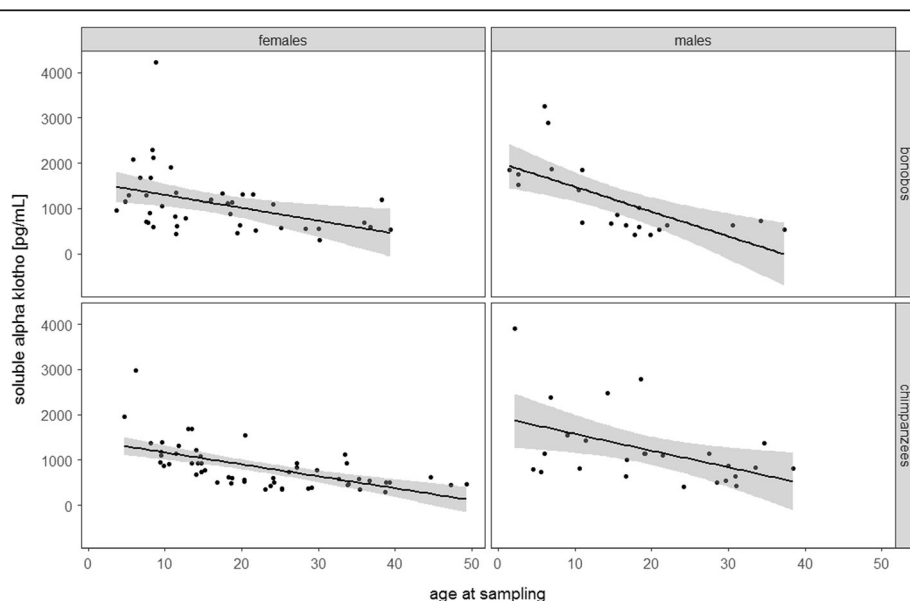 females
males
4000
3000
2000
1000
0
bonobos
soluble alpha klotho [pg/mL]
4000
3000
2000
1000
0
chimpanzees
0 10 20 30 40 50
0 10 20 30 40 50
age at sampling